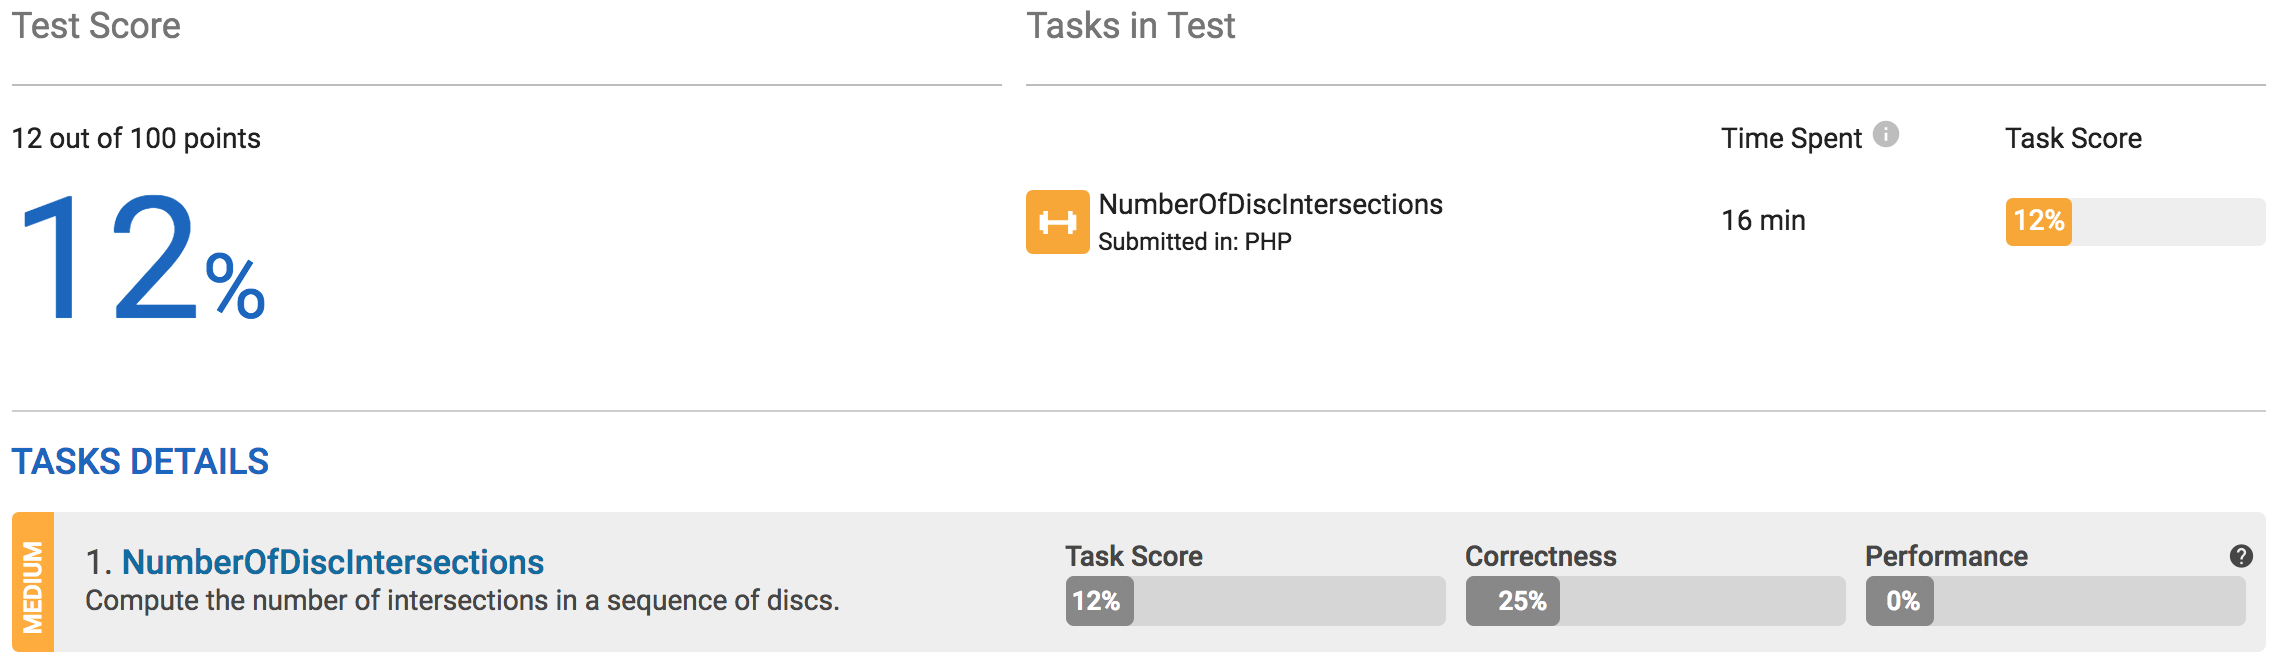 Test Score
Tasks in Test
12 out of 100 points
Time Spent
Task Score
12%
NumberOfDiscIntersections
Submitted in: PHP
16 min
12%
TASKS DETAILS
MEDIUM
1. NumberOfDiscIntersections
Compute the number of intersections in a sequence of discs.
Task Score
12%
Correctness
25%
Performance
0%